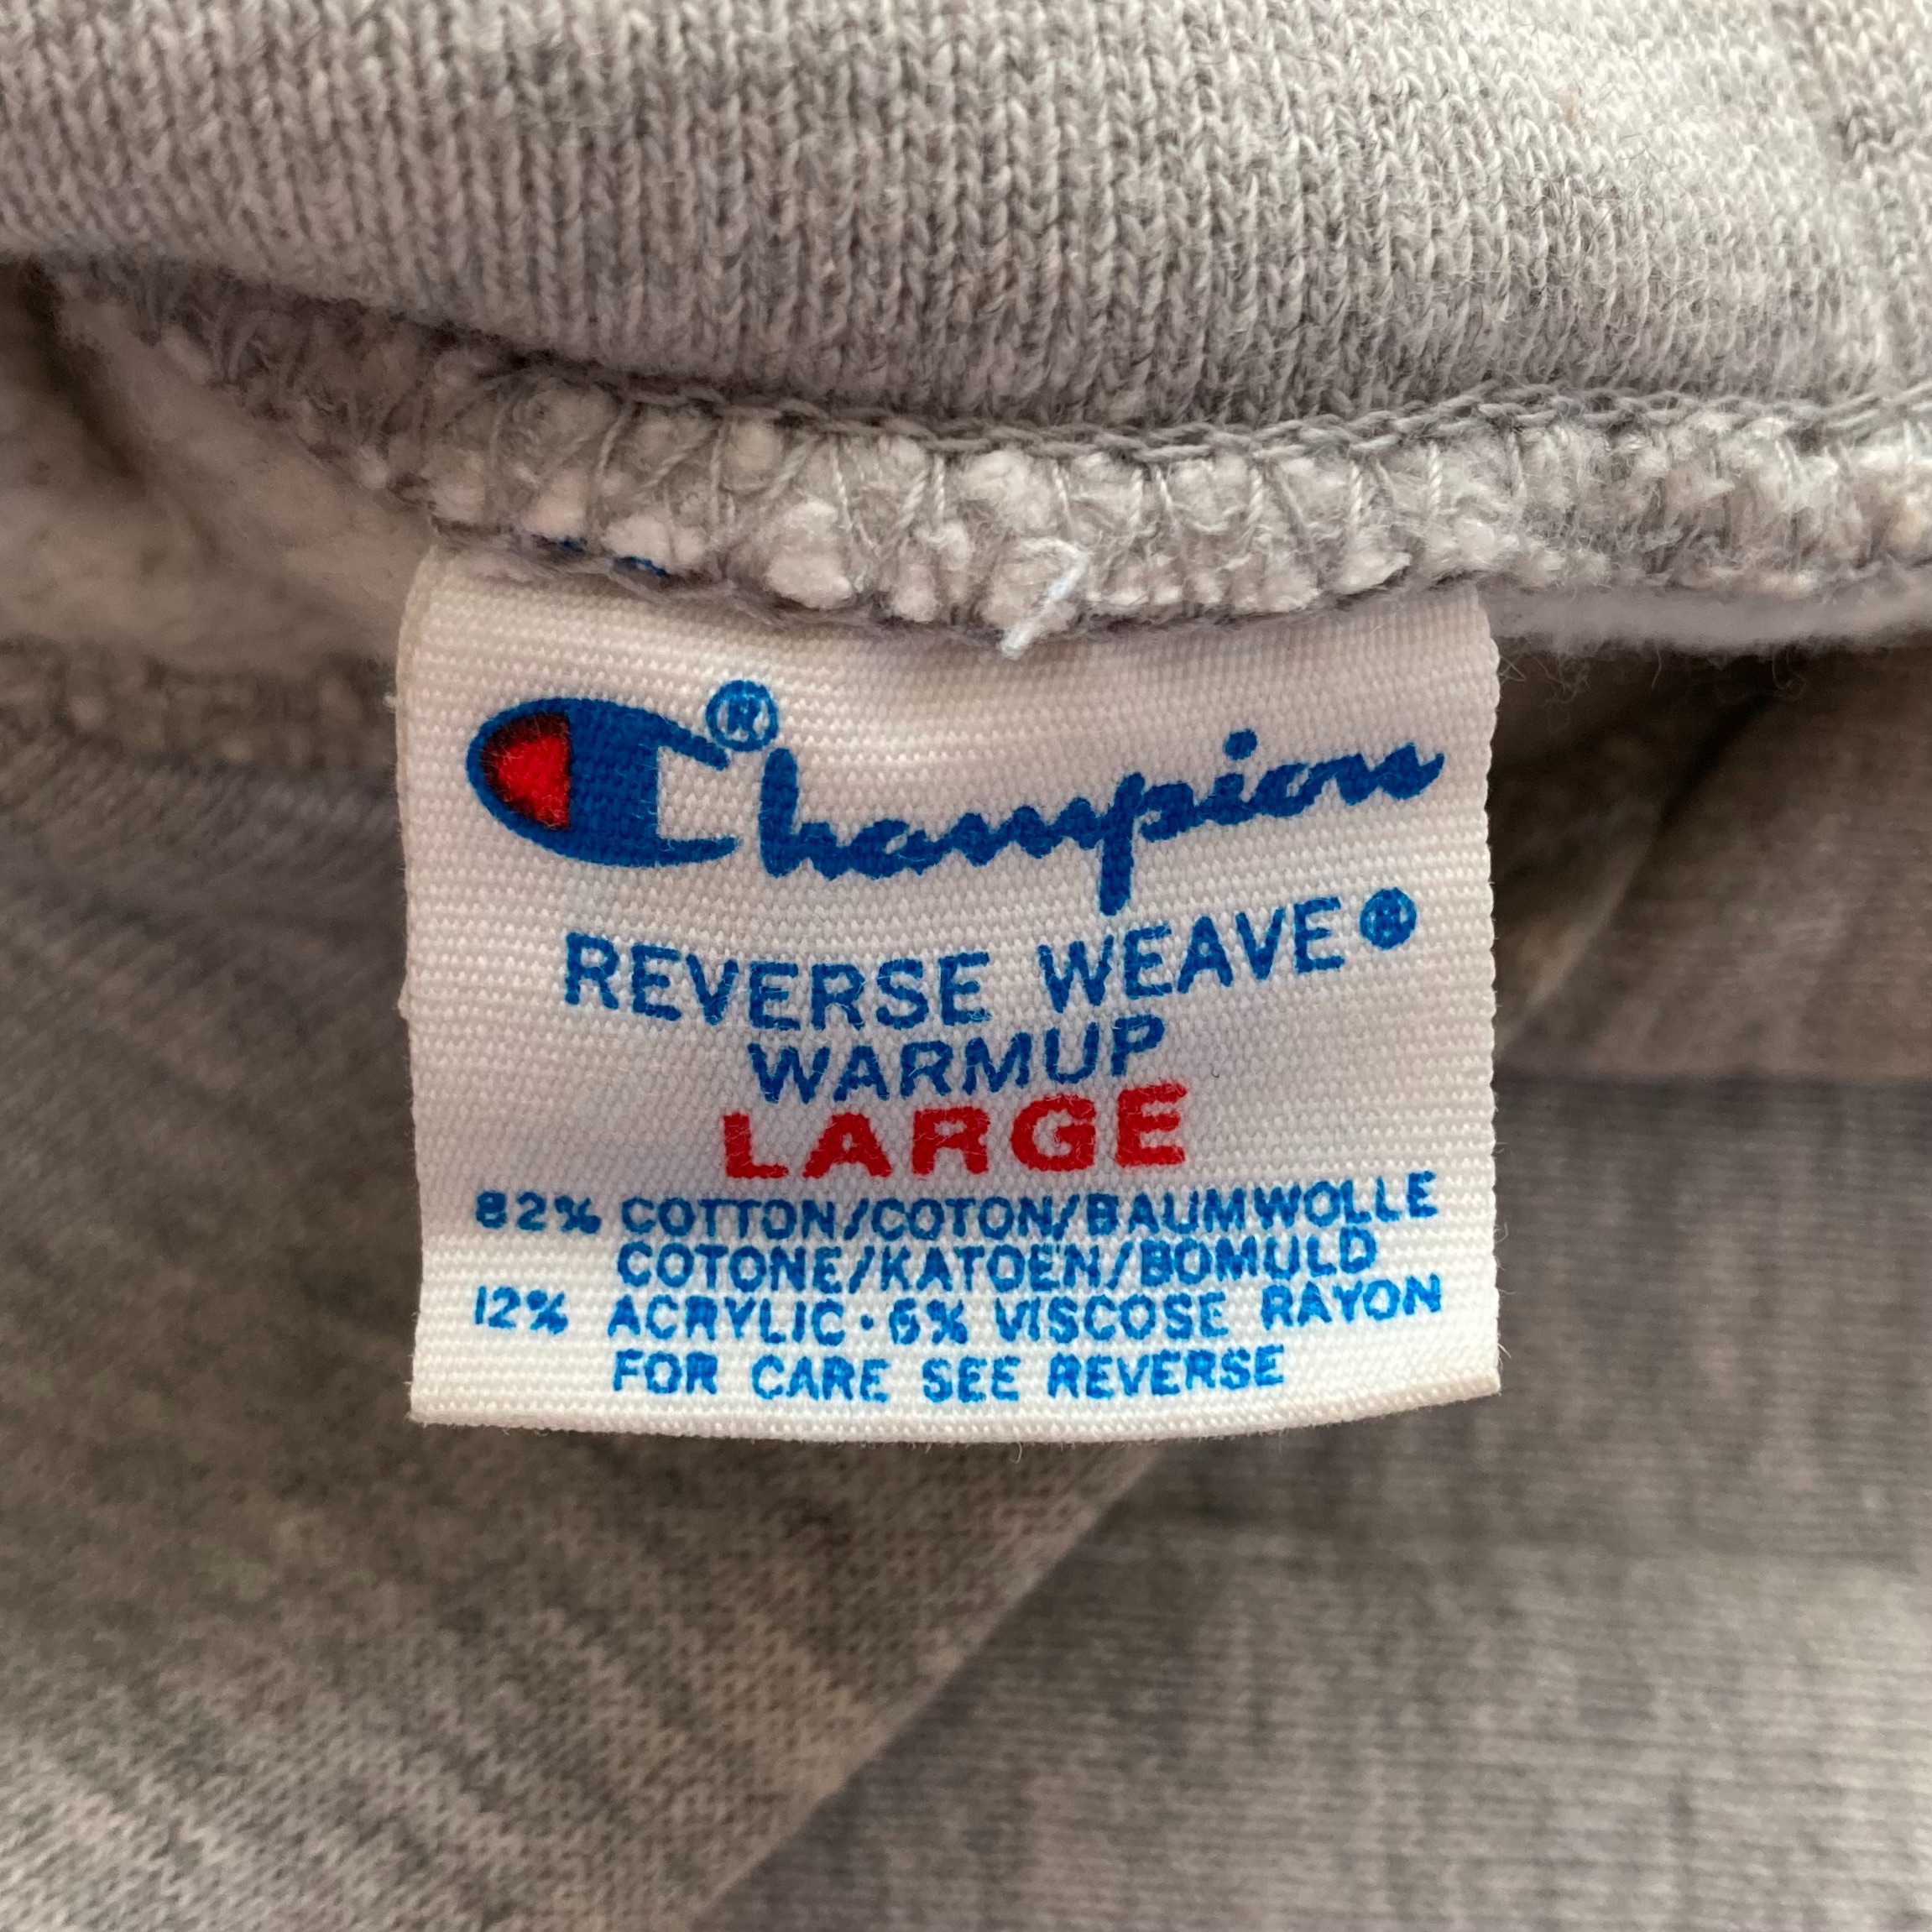 Champion®
REVERSE WEAVE®
WARMUP
LARGE
82% COTTON/COTON/BAUMWOLLE
COTONE/KATOEN/BOMULD
12% ACRYLIC·6% VISCOSE RAYON
FOR CARE SEE REVERSE